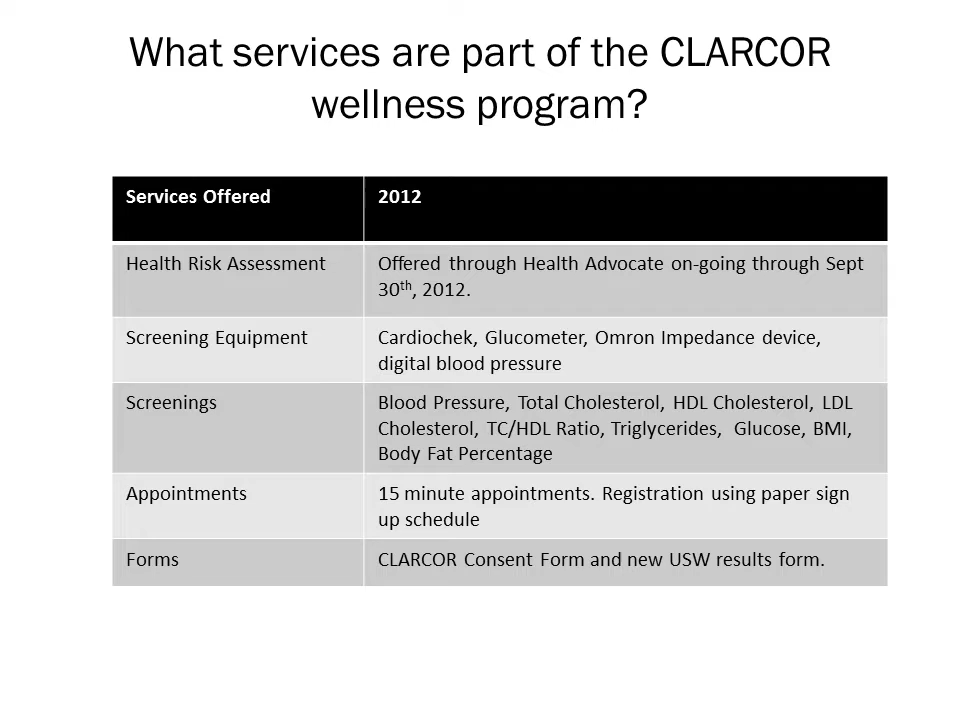 What services are part of the CLARCOR
wellness program?
Services Offered
2012
Health Risk Assessment
Offered through Health Advocate on-going through Sept
30th, 2012.
Screening Equipment
Cardiochek, Glucometer, Omron Impedance device,
digital blood pressure
Screenings
Blood Pressure, Total Cholesterol, HDL Cholesterol, LDL
Cholesterol, TC/HDL Ratio, Triglycerides,  Glucose, BMI,
Body Fat Percentage
Appointments
15 minute appointments. Registration using paper sign
up schedule
Forms
CLARCOR Consent Form and new USW results form.